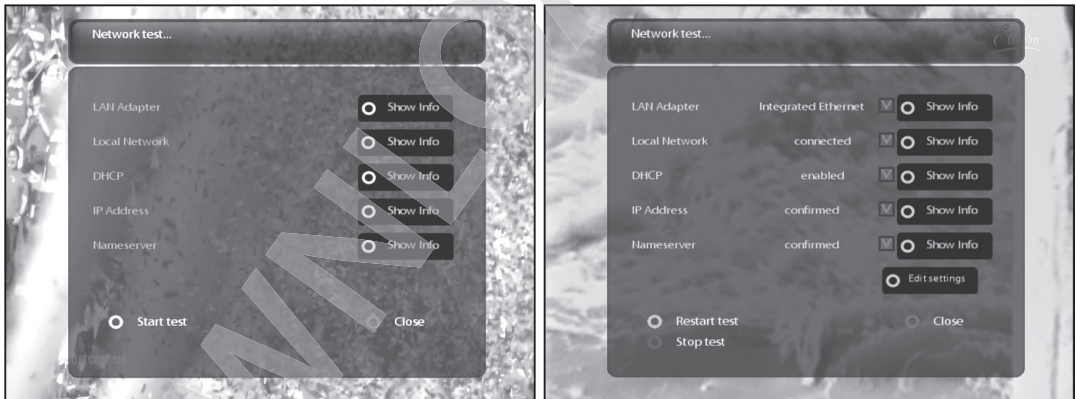 Network test...
LAN Adapter Show Info
Local Network Show Info
DHCP Show Info
IP Address Show Info
Nameserver Show Info
Start test Close
Network test...
LAN Adapter Integrated Ethernet Show Info
Local Network connected Show Info
DHCP enabled Show Info
IP Address confirmed Show Info
Nameserver confirmed Show Info
Edit settings
Restart test Close
Stop test